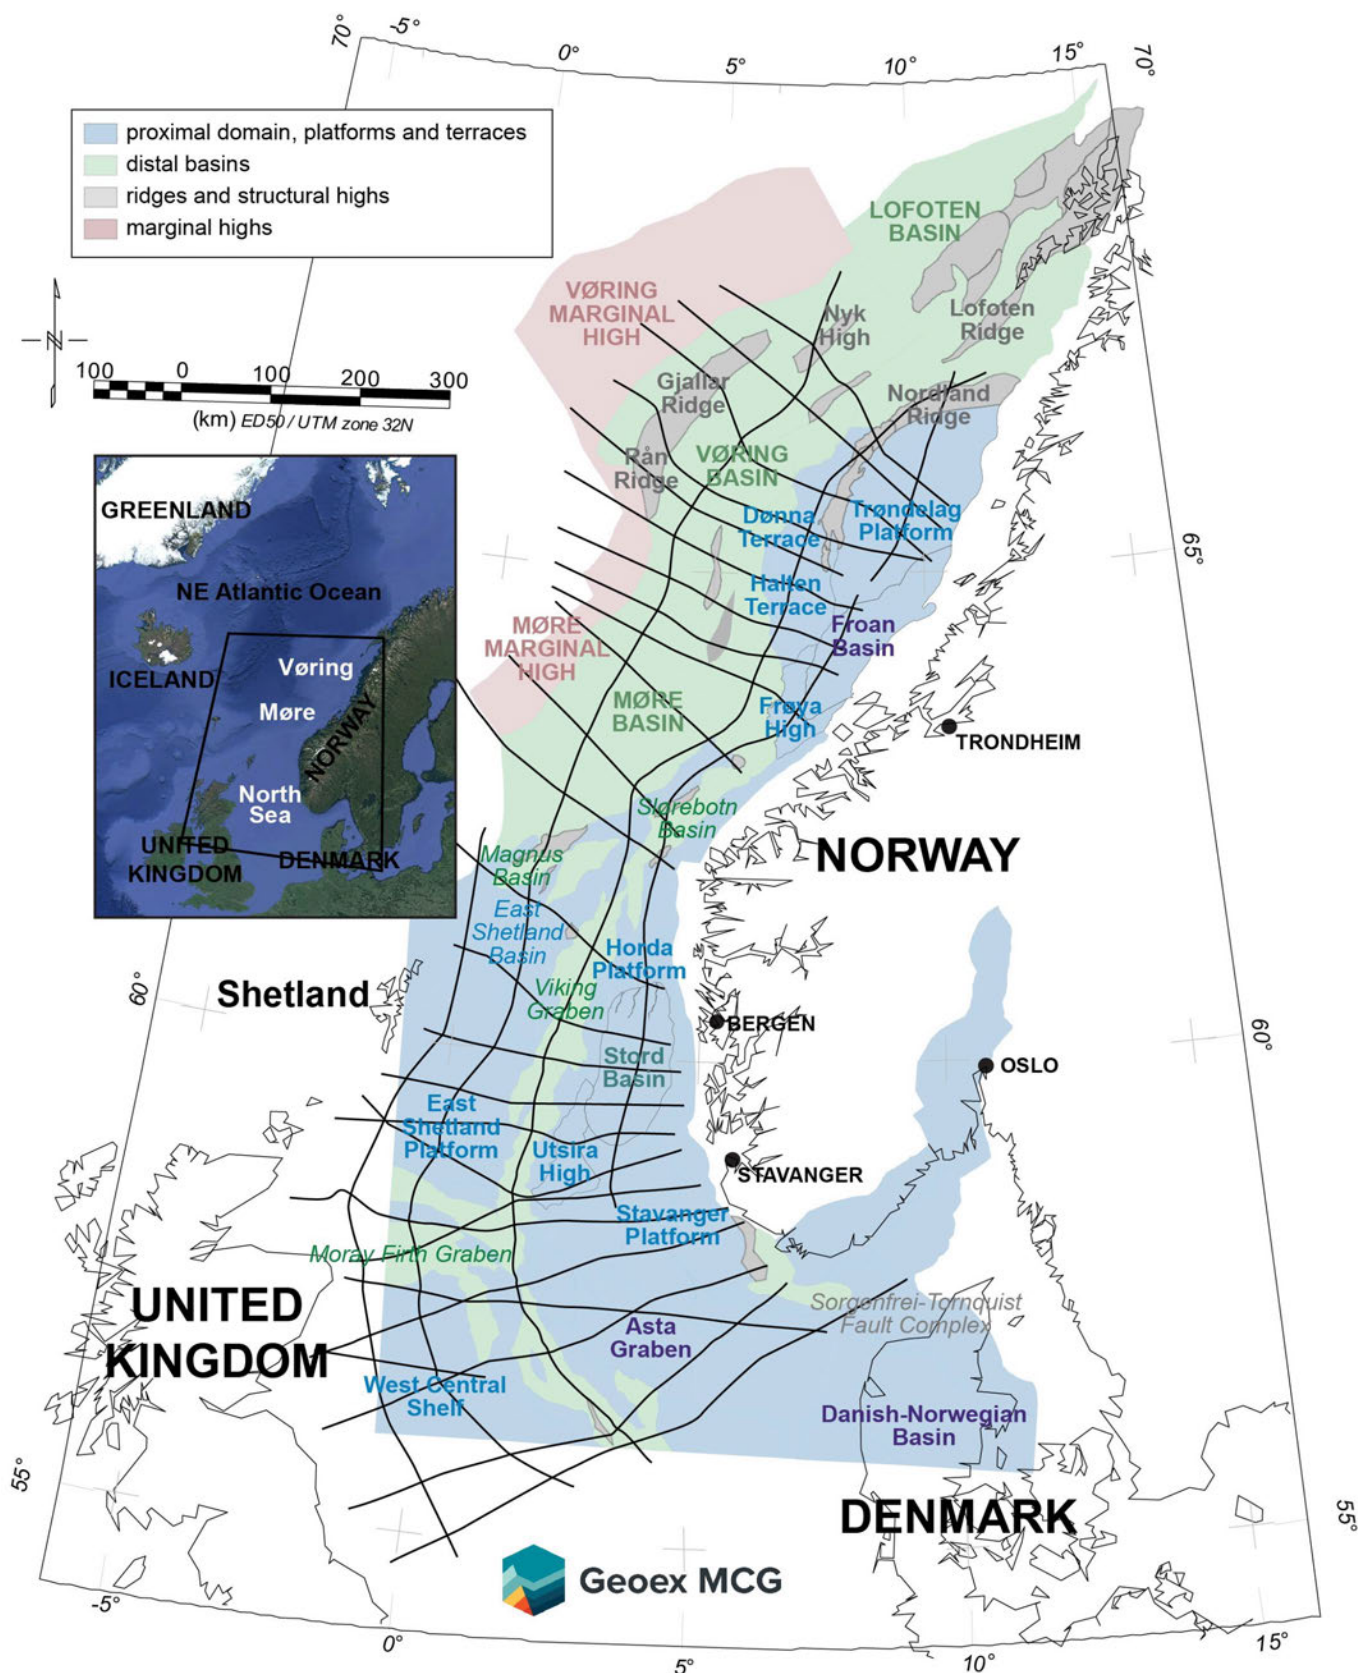 70°
-5°
0°
5°
10°
15°
70°
proximal domain, platforms and terraces
distal basins
ridges and structural highs
marginal highs
N
100 0 100 200 300
(km) ED50 / UTM zone 32N
LOFOTEN
BASIN
VØRING
MARGINAL
HIGH
Nyk
High
Lofoten
Ridge
Gjallar
Ridge
Nordland
Ridge
Rån
Ridge
VØRING
BASIN
Dønna
Terrace
Trøndelag
Platform
65°
Halten
Terrace
Froan
Basin
MØRE
MARGINAL
HIGH
MØRE
BASIN
Frøya
High
TRONDHEIM
GREENLAND
NE Atlantic Ocean
ICELAND
Vøring
Møre
NORWAY
North
Sea
UNITED
KINGDOM
DENMARK
Slørebotn
Basin
NORWAY
Magnus
Basin
East
Shetland
Basin
Horda
Platform
Shetland
60°
Viking
Graben
BERGEN
60°
Stord
Basin
OSLO
East
Shetland
Platform
Utsira
High
STAVANGER
Stavanger
Platform
Moray Firth Graben
UNITED
KINGDOM
Sorgenfrei-Tornquist
Fault Complex
Asta
Graben
West Central
Shelf
Danish-Norwegian
Basin
55°
DENMARK
55°
Geoex MCG
-5°
0°
5°
10°
15°